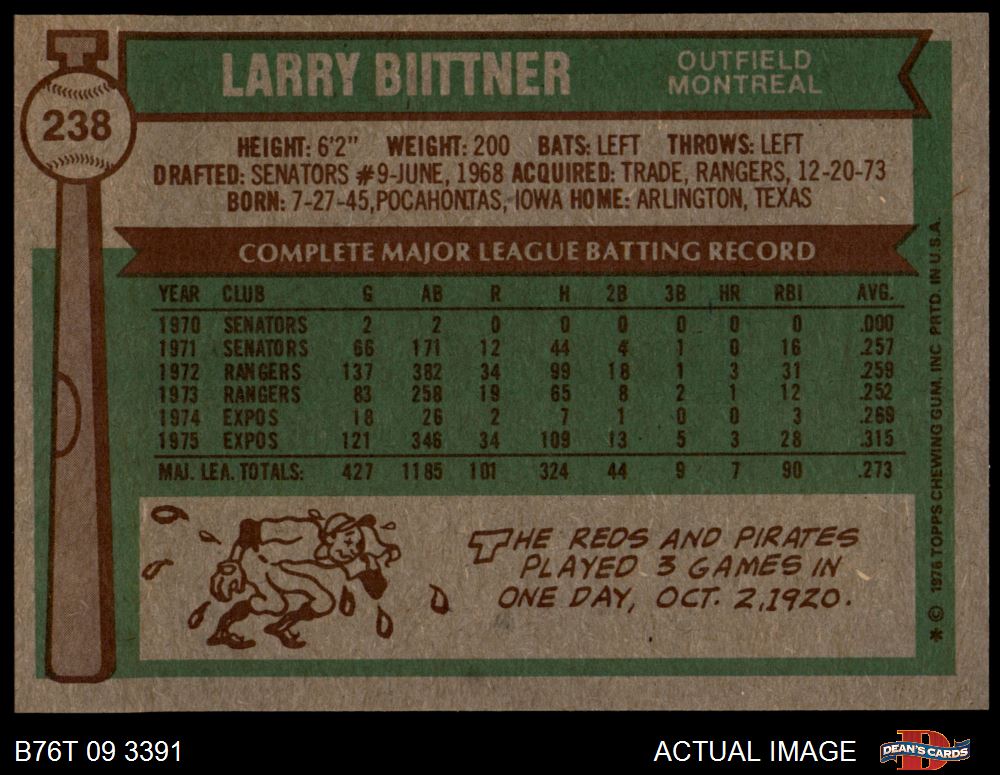 LARRY BIITTNER
OUTFIELD
MONTREAL
238
HEIGHT: 6'2" WEIGHT: 200 BATS: LEFT THROWS: LEFT
DRAFTED: SENATORS #9-JUNE, 1968 ACQUIRED: TRADE, RANGERS, 12-20-73
BORN: 7-27-45, POCAHONTAS, IOWA HOME: ARLINGTON, TEXAS
COMPLETE MAJOR LEAGUE BATTING RECORD
YEAR CLUB G AB R H 2B 3B HR RBI AVG.
1970 SENATORS 2 2 0 0 0 0 0 0 .000
1971 SENATORS 66 171 12 44 4 1 0 16 .257
1972 RANGERS 137 382 34 99 18 1 3 31 .259
1973 RANGERS 83 258 19 65 8 2 1 12 .252
1974 EXPOS 18 26 2 7 1 0 0 3 .269
1975 EXPOS 121 346 34 109 13 5 3 28 .315
MAJ. LEA. TOTALS: 427 1185 101 324 44 9 7 90 .273
THE REDS AND PIRATES
PLAYED 3 GAMES IN
ONE DAY, OCT. 2, 1920.
* © 1976 TOPPS CHEWING GUM, INC PRTD. IN U.S.A.
B76T 09 3391
ACTUAL IMAGE
D
DEAN'S CARDS